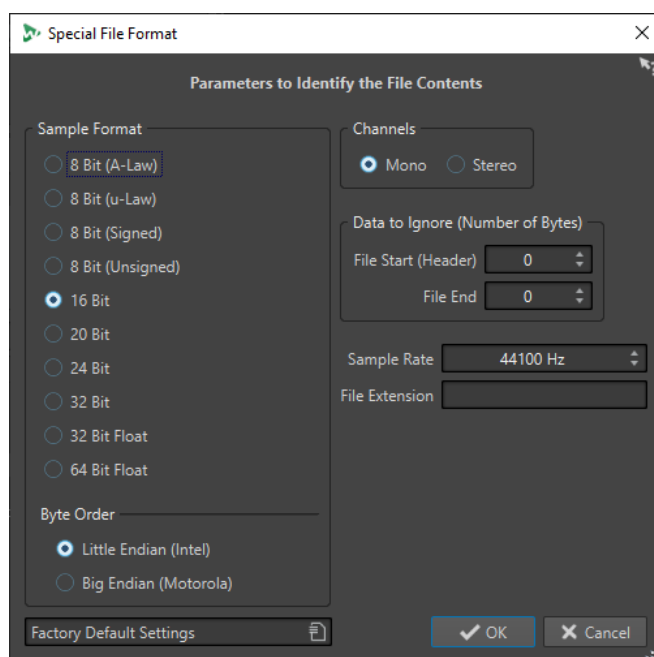 Special File Format
Parameters to Identify the File Contents
Sample Format
8 Bit (A-Law)
8 Bit (u-Law)
8 Bit (Signed)
8 Bit (Unsigned)
16 Bit
20 Bit
24 Bit
32 Bit
32 Bit Float
64 Bit Float
Byte Order
Little Endian (Intel)
Big Endian (Motorola)
Channels
Mono Stereo
Data to Ignore (Number of Bytes)
File Start (Header) 0
File End 0
Sample Rate 44100 Hz
File Extension
Factory Default Settings
OK Cancel